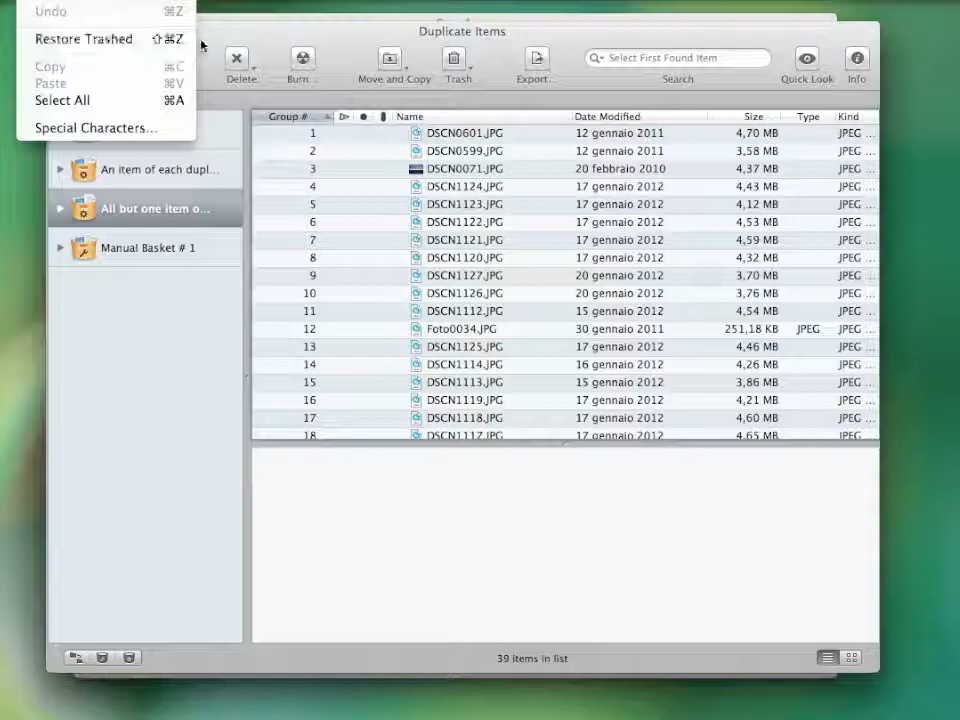 Undo ⌘Z
Restore Trashed ⇧⌘Z
Copy ⌘C
Paste ⌘V
Select All ⌘A
Special Characters...
Duplicate Items
Delete Burn... Move and Copy Trash Export... Search Quick Look Info
Select First Found Item
An item of each dupl...
All but one item o...
Manual Basket # 1
Group #... Name Date Modified Size Type Kind
1 DSCN0601.JPG 12 gennaio 2011 4,70 MB JPEG ...
2 DSCN0599.JPG 12 gennaio 2011 3,58 MB JPEG ...
3 DSCN0071.JPG 20 febbraio 2010 4,37 MB JPEG ...
4 DSCN1124.JPG 17 gennaio 2012 4,43 MB JPEG ...
5 DSCN1123.JPG 17 gennaio 2012 4,12 MB JPEG ...
6 DSCN1122.JPG 17 gennaio 2012 4,53 MB JPEG ...
7 DSCN1121.JPG 17 gennaio 2012 4,59 MB JPEG ...
8 DSCN1120.JPG 17 gennaio 2012 4,32 MB JPEG ...
9 DSCN1127.JPG 20 gennaio 2012 3,70 MB JPEG ...
10 DSCN1126.JPG 20 gennaio 2012 3,76 MB JPEG ...
11 DSCN1112.JPG 15 gennaio 2012 4,54 MB JPEG ...
12 Foto0034.JPG 30 gennaio 2011 251,18 KB JPEG JPEG ...
13 DSCN1125.JPG 17 gennaio 2012 4,46 MB JPEG ...
14 DSCN1114.JPG 16 gennaio 2012 4,26 MB JPEG ...
15 DSCN1113.JPG 15 gennaio 2012 3,86 MB JPEG ...
16 DSCN1119.JPG 17 gennaio 2012 4,21 MB JPEG ...
17 DSCN1118.JPG 17 gennaio 2012 4,60 MB JPEG ...
18 DSCN1117.JPG 17 gennaio 2012 4,65 MB JPEG ...
39 items in list